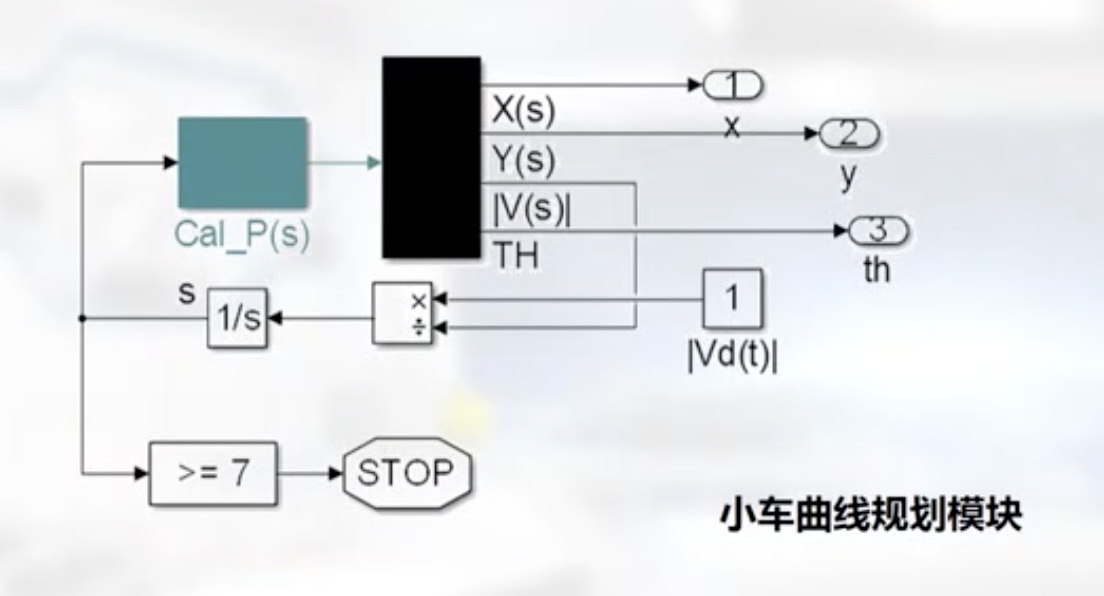 1
X(s)
x
2
Y(s)
y
Cal_P(s)
|V(s)|
3
TH
th
s
1/s
×
÷
1
|Vd(t)|
>= 7
STOP
小车曲线规划模块